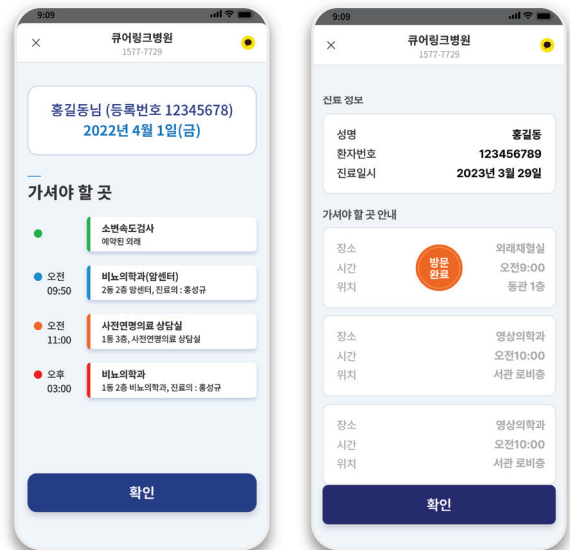 9:09
큐어링크병원
1577-7729
홍길동님 (등록번호 12345678)
2022년 4월 1일(금)
가셔야 할 곳
소변속도검사
예약된 외래
오전
09:50
비뇨의학과(암센터)
2동 2층 암센터, 진료의 : 홍성규
오전
11:00
사전연명의료 상담실
1동 3층, 사전연명의료 상담실
오후
03:00
비뇨의학과
1동 2층 비뇨의학과, 진료의 : 홍성규
확인
9:09
큐어링크병원
1577-7729
진료 정보
성명 홍길동
환자번호 123456789
진료일시 2023년 3월 29일
가셔야 할 곳 안내
장소 외래채혈실
시간 오전9:00
위치 동관 1층
방문
완료
장소 영상의학과
시간 오전10:00
위치 서관 로비층
장소 영상의학과
시간 오전10:00
위치 서관 로비층
확인